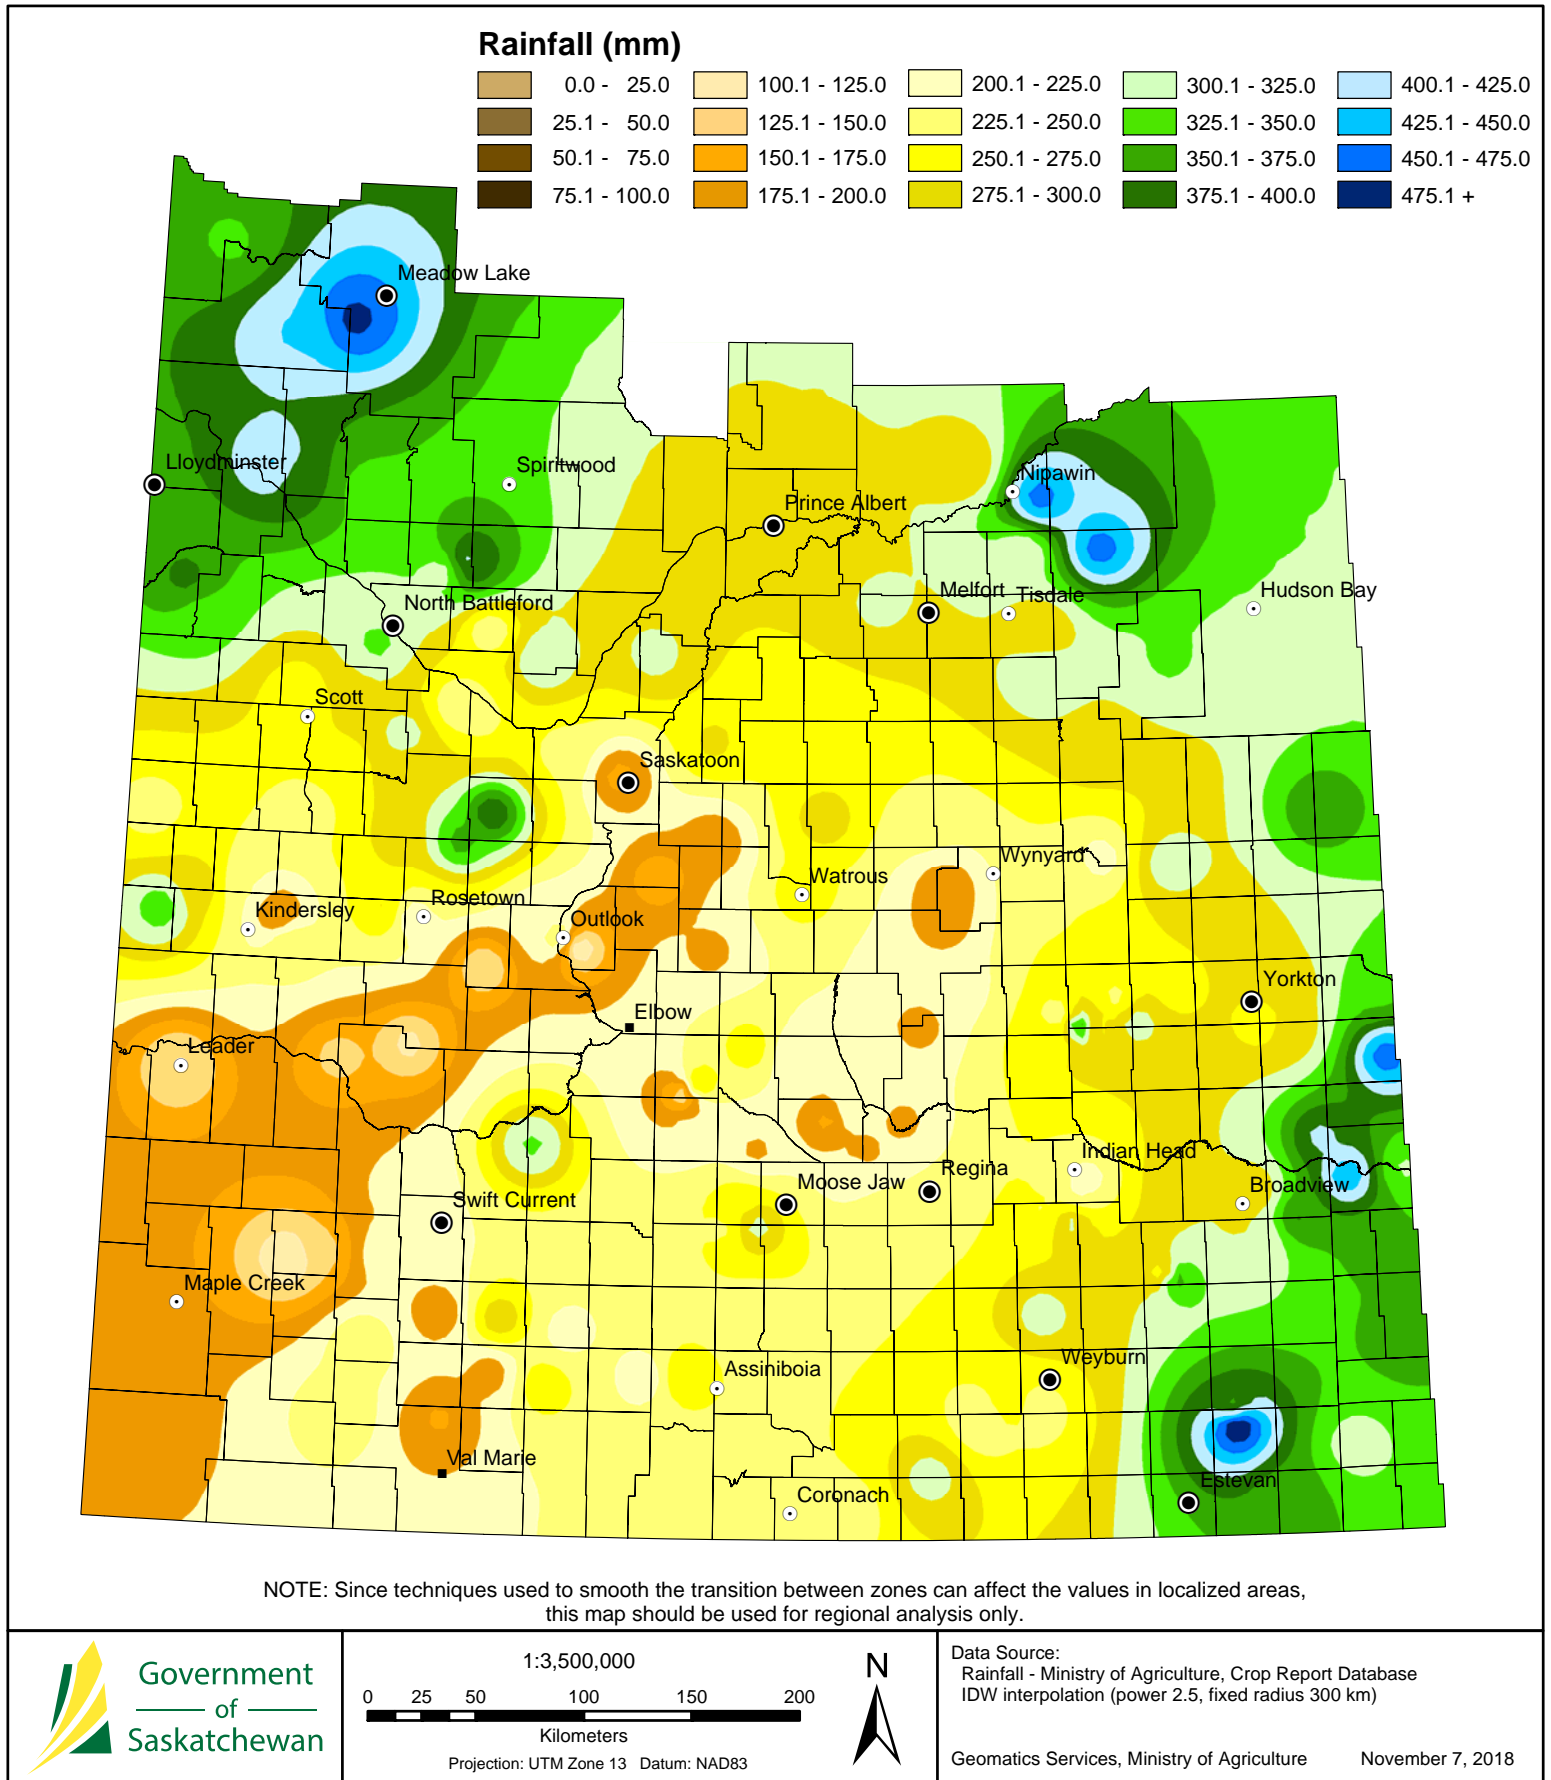 Rainfall (mm)
0.0 - 25.0
25.1 - 50.0
50.1 - 75.0
75.1 - 100.0
100.1 - 125.0
125.1 - 150.0
150.1 - 175.0
175.1 - 200.0
200.1 - 225.0
225.1 - 250.0
250.1 - 275.0
275.1 - 300.0
300.1 - 325.0
325.1 - 350.0
350.1 - 375.0
375.1 - 400.0
400.1 - 425.0
425.1 - 450.0
450.1 - 475.0
475.1 +
Meadow Lake
Lloydminster
Spiritwood
Nipawin
Prince Albert
North Battleford
Melfort
Tisdale
Hudson Bay
Scott
Saskatoon
Wynyard
Watrous
Rosetown
Kindersley
Outlook
Yorkton
Elbow
Leader
Indian Head
Regina
Moose Jaw
Broadview
Swift Current
Maple Creek
Weyburn
Assiniboia
Val Marie
Estevan
Coronach
NOTE: Since techniques used to smooth the transition between zones can affect the values in localized areas,
this map should be used for regional analysis only.
Government
of
Saskatchewan
1:3,500,000
0 25 50 100 150 200
Kilometers
Projection: UTM Zone 13 Datum: NAD83
N
Data Source:
Rainfall - Ministry of Agriculture, Crop Report Database
IDW interpolation (power 2.5, fixed radius 300 km)
Geomatics Services, Ministry of Agriculture November 7, 2018